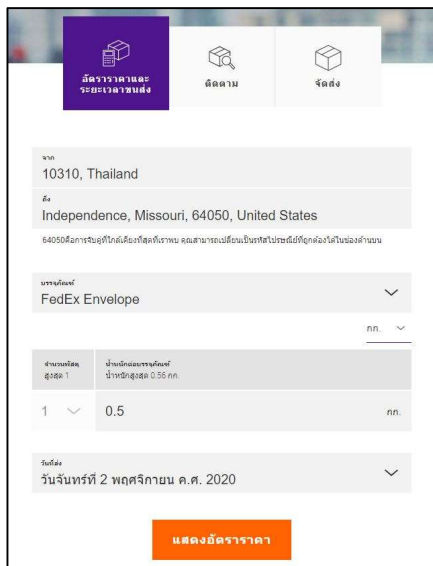 อัตราราคาและ
ระยะเวลาขนส่ง
ติดตาม
จัดส่ง
จาก
10310, Thailand
ถึง
Independence, Missouri, 64050, United States
64050คือการจับคู่ที่ใกล้เคียงที่สุดที่เราพบ คุณสามารถเปลี่ยนเป็นรหัสไปรษณีย์ที่ถูกต้องได้ในช่องด้านบน
บรรจุภัณฑ์
FedEx Envelope
กก.
จำนวนพัสดุ
สูงสุด 1
น้ำหนักต่อบรรจุภัณฑ์
น้ำหนักสูงสุด 0.56 กก.
1
0.5
กก.
วันที่ส่ง
วันจันทร์ที่ 2 พฤศจิกายน ค.ศ. 2020
แสดงอัตราราคา